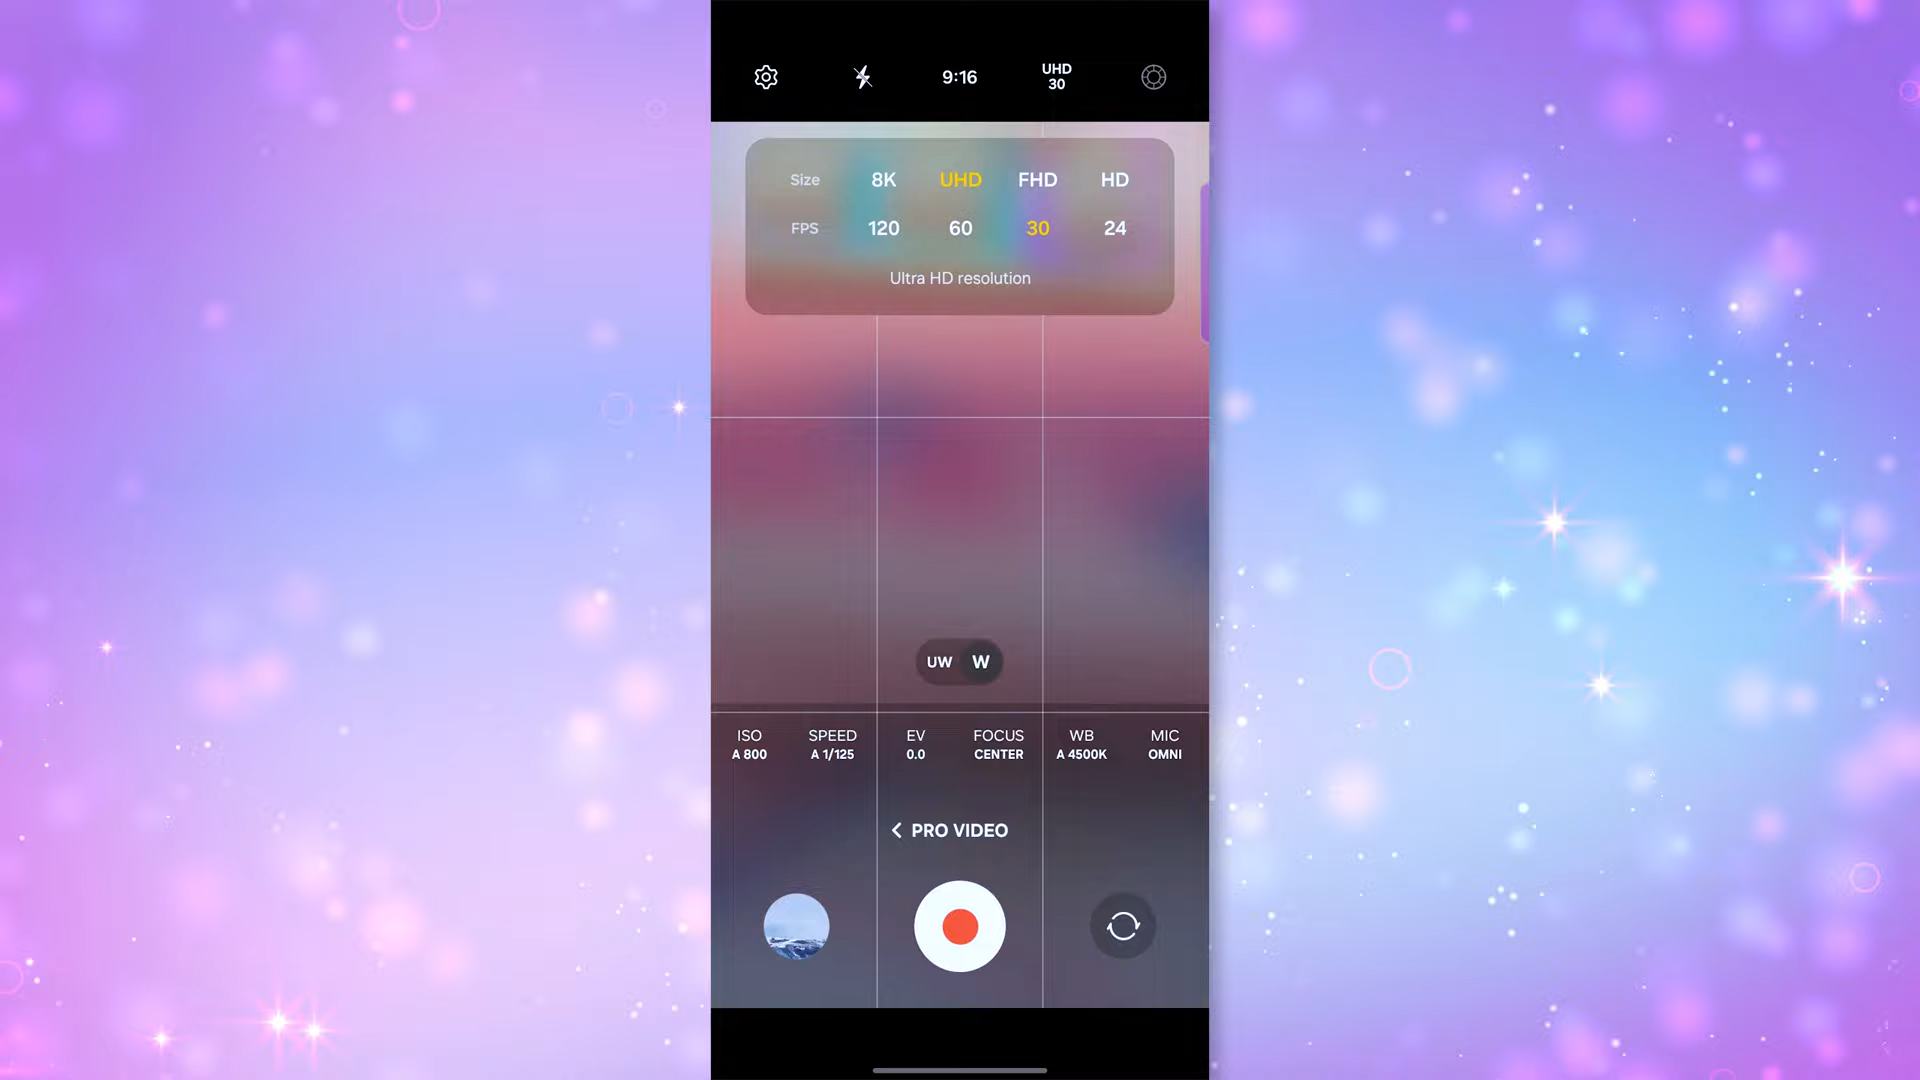 9:16
UHD
30
Size 8K UHD FHD HD
FPS 120 60 30 24
Ultra HD resolution
UW W
ISO SPEED EV FOCUS WB MIC
A 800 A 1/125 0.0 CENTER A 4500K OMNI
PRO VIDEO